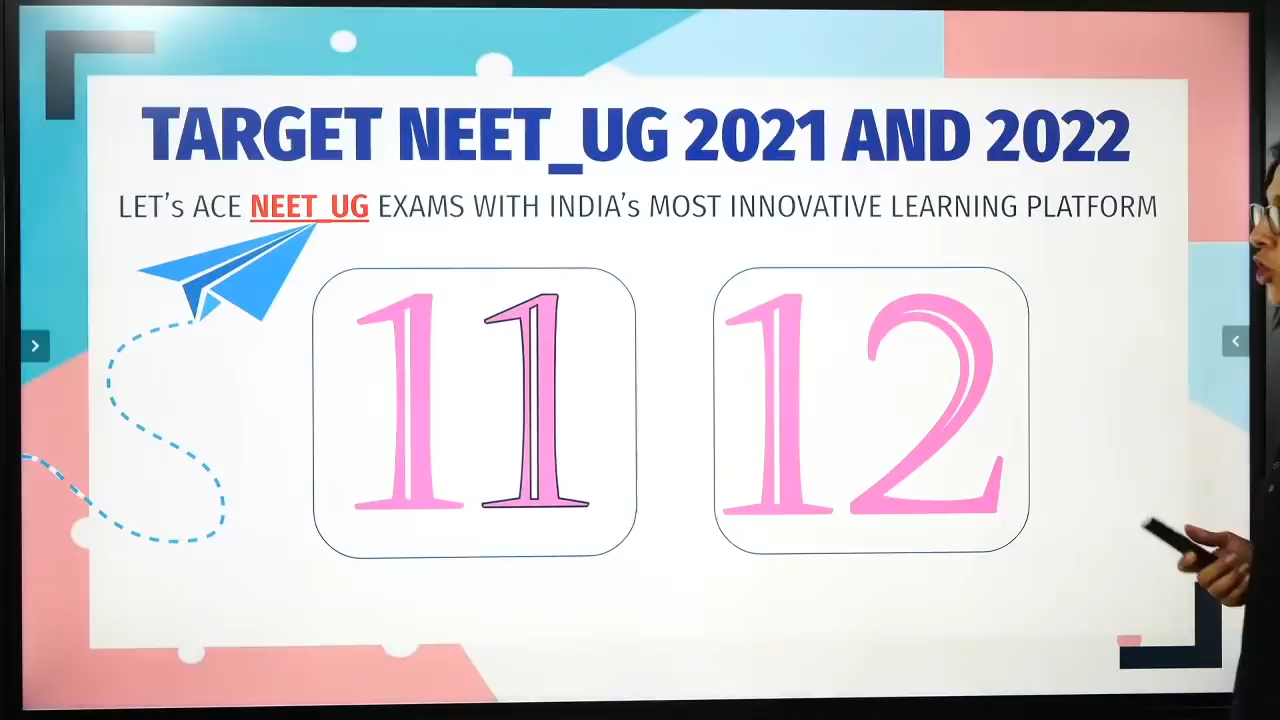 TARGET NEET_UG 2021 AND 2022
LET's ACE NEET_UG EXAMS WITH INDIA's MOST INNOVATIVE LEARNING PLATFORM
11 12